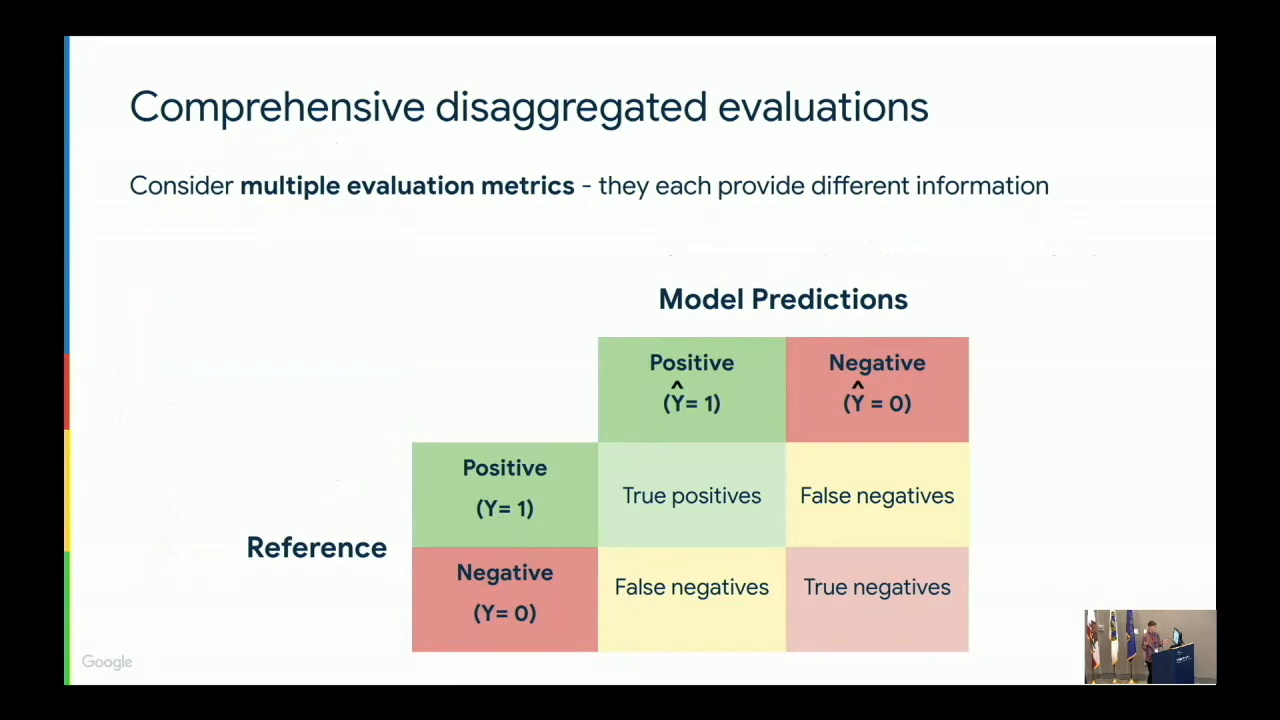 Comprehensive disaggregated evaluations
Consider multiple evaluation metrics - they each provide different information
Model Predictions
Positive
(Ŷ= 1)
Negative
(Ŷ = 0)
Positive
(Y= 1)
True positives
False negatives
Reference
Negative
(Y= 0)
False negatives
True negatives
Google